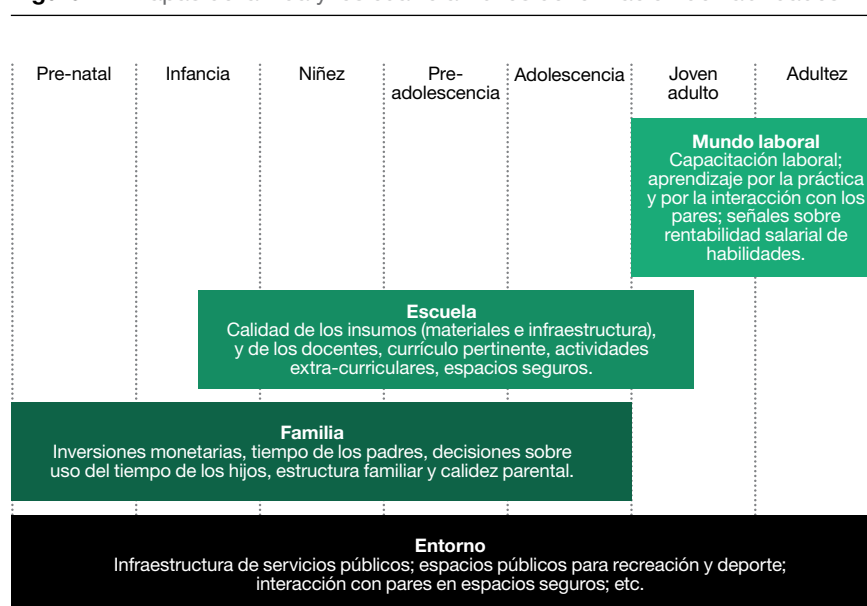 Pre-natal
Infancia
Niñez
Pre-
adolescencia
Adolescencia
Joven
adulto
Adultez
Mundo laboral
Capacitación laboral;
aprendizaje por la práctica
y por la interacción con los
pares; señales sobre
rentabilidad salarial de
habilidades.
Escuela
Calidad de los insumos (materiales e infraestructura),
y de los docentes, currículo pertinente, actividades
extra-curriculares, espacios seguros.
Familia
Inversiones monetarias, tiempo de los padres, decisiones sobre
uso del tiempo de los hijos, estructura familiar y calidez parental.
Entorno
Infraestructura de servicios públicos; espacios públicos para recreación y deporte;
interacción con pares en espacios seguros; etc.